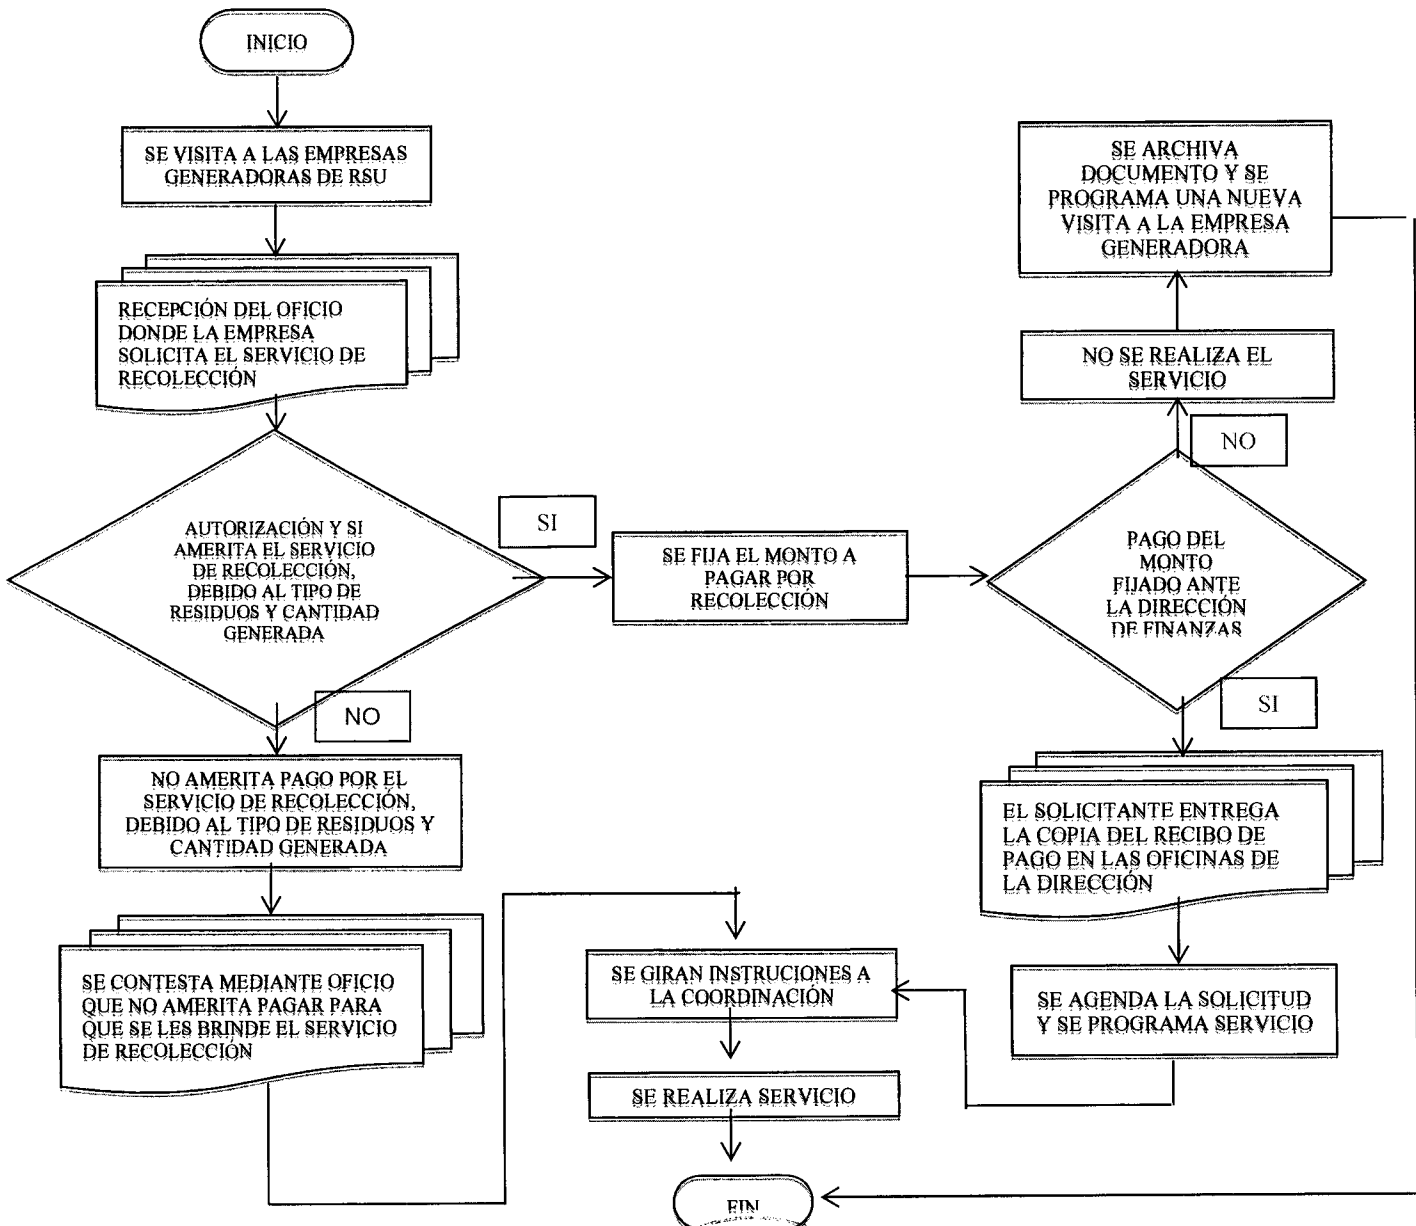 INICIO
SE VISITA A LAS EMPRESAS
GENERADORAS DE RSU
RECEPCIÓN DEL OFICIO
DONDE LA EMPRESA
SOLICITA EL SERVICIO DE
RECOLECCIÓN
AUTORIZACIÓN Y SI
AMERITA EL SERVICIO
DE RECOLECCIÓN,
DEBIDO AL TIPO DE
RESIDUOS Y CANTIDAD
GENERADA
SI
NO
SE FIJA EL MONTO A
PAGAR POR
RECOLECCIÓN
PAGO DEL
MONTO
FIJADO ANTE
LA DIRECCIÓN
DE FINANZAS
NO
NO SE REALIZA EL
SERVICIO
SE ARCHIVA
DOCUMENTO Y SE
PROGRAMA UNA NUEVA
VISITA A LA EMPRESA
GENERADORA
SI
EL SOLICITANTE ENTREGA
LA COPIA DEL RECIBO DE
PAGO EN LAS OFICINAS DE
LA DIRECCIÓN
SE AGENDA LA SOLICITUD
Y SE PROGRAMA SERVICIO
NO AMERITA PAGO POR EL
SERVICIO DE RECOLECCIÓN,
DEBIDO AL TIPO DE RESIDUOS Y
CANTIDAD GENERADA
SE CONTESTA MEDIANTE OFICIO
QUE NO AMERITA PAGAR PARA
QUE SE LES BRINDE EL SERVICIO
DE RECOLECCIÓN
SE GIRAN INSTRUCIONES A
LA COORDINACIÓN
SE REALIZA SERVICIO
FIN